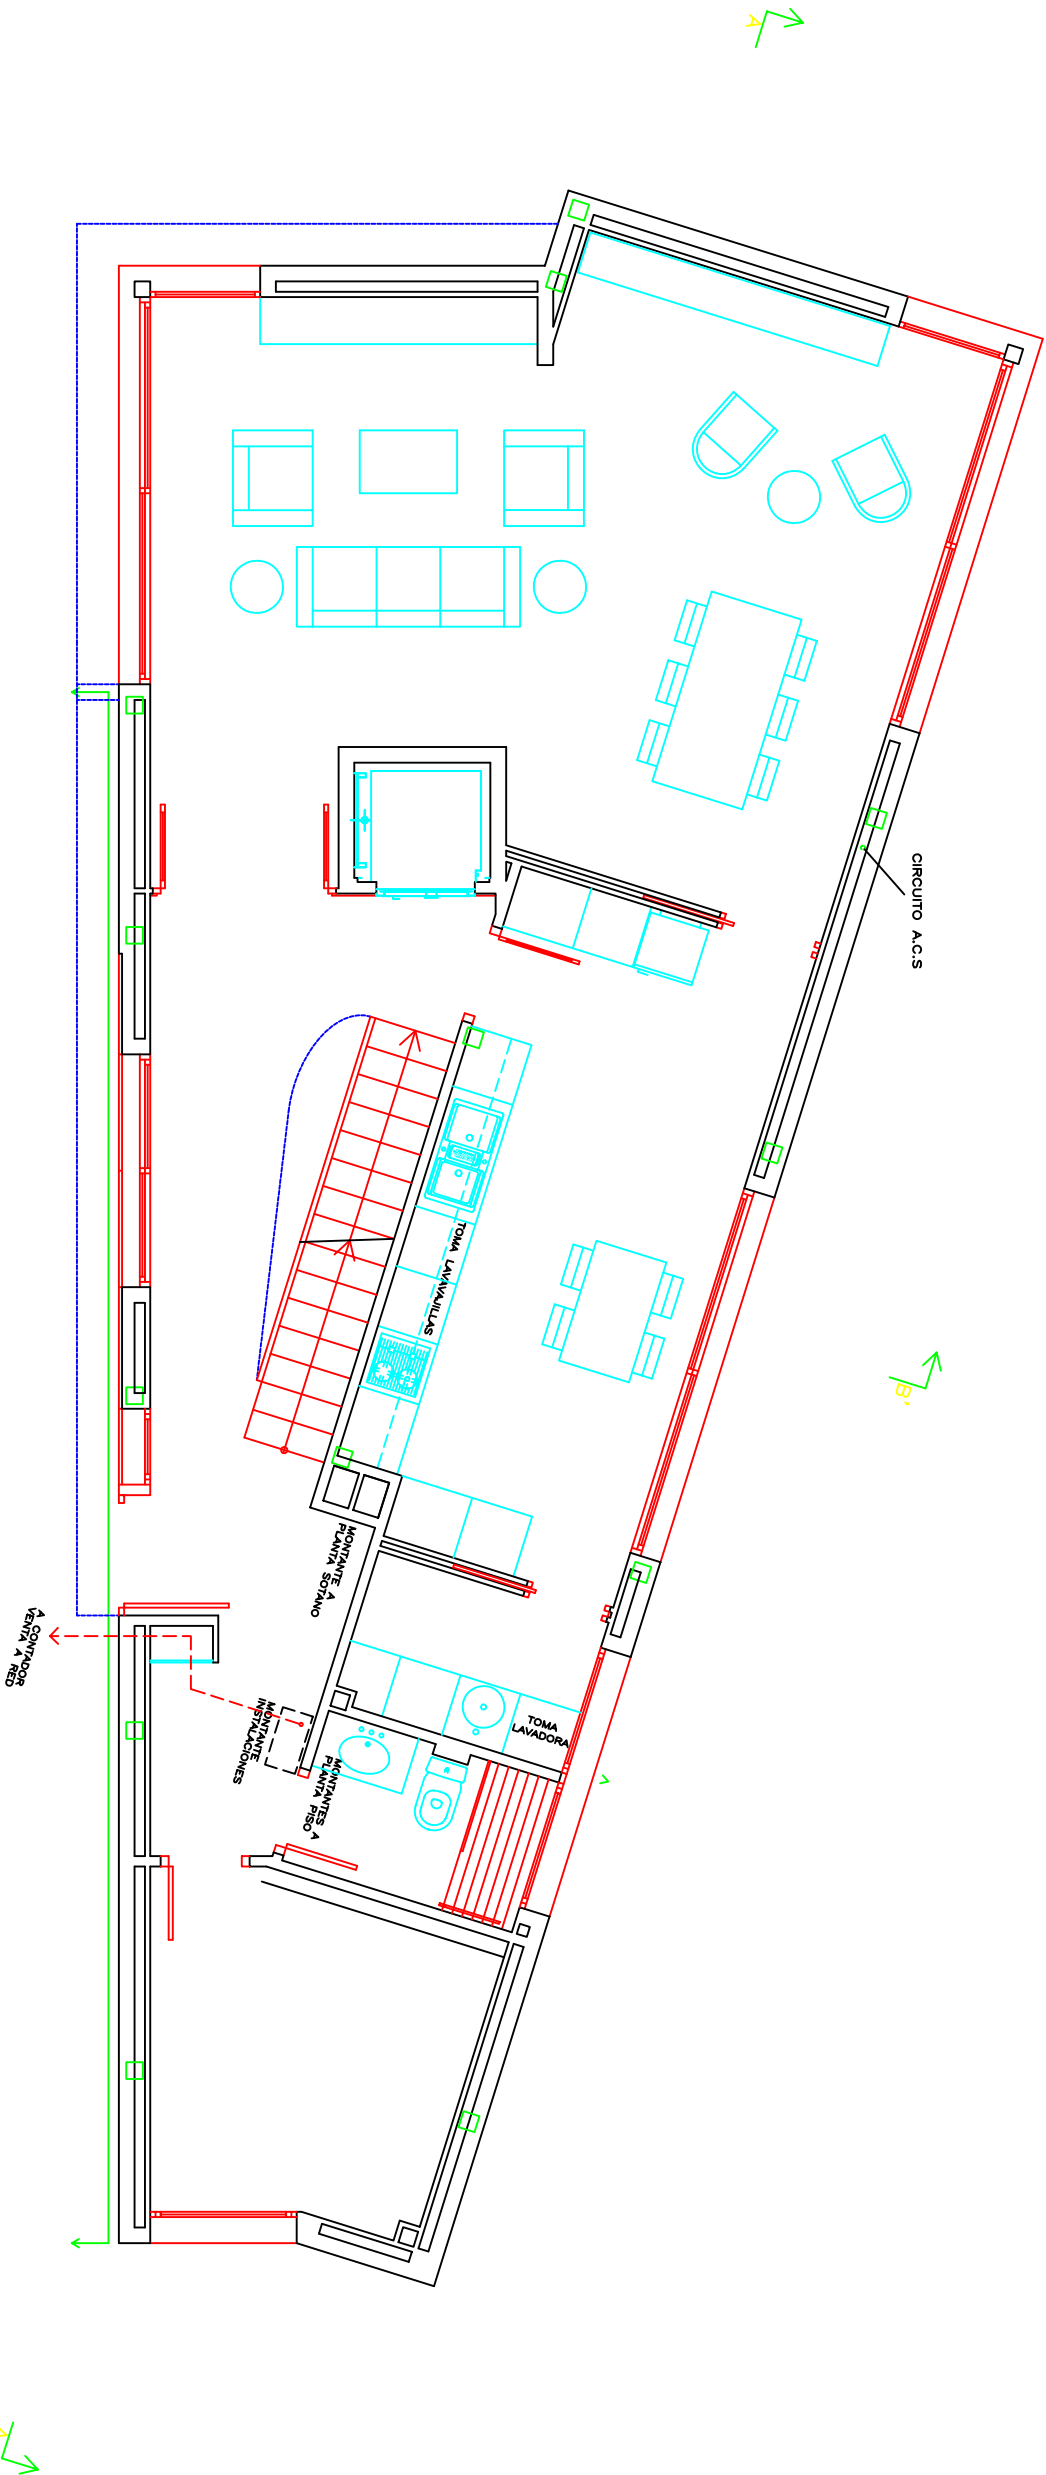 A
CIRCUITO A.C.S
TOMA LAVAVAJILLAS
B'
MONTANTE A
PLANTA SOTANO
A CONTADOR
VENTA A RED
MONTANTE
INSTALACIONES
TOMA
LAVADORA
MONTANTES A
PLANTA PISO